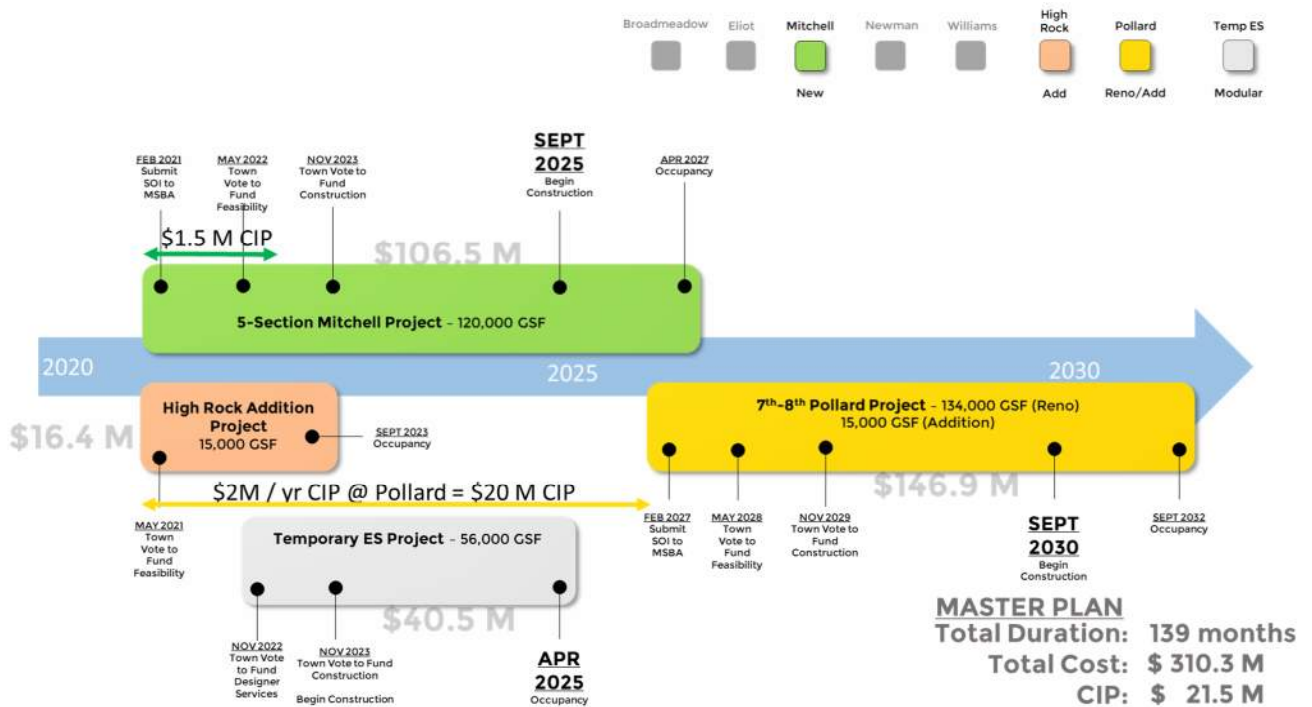 Broadmeadow
Eliot
Mitchell
Newman
Williams
High
Rock
Pollard
Temp ES
New
Add
Reno/Add
Modular
FEB 2021
Submit
SOI to
MSBA
MAY 2022
Town
Vote to
Fund
Feasibility
NOV 2023
Town Vote to
Fund
Construction
SEPT
2025
Begin
Construction
APR 2027
Occupancy
$1.5 M CIP
$106.5 M
5-Section Mitchell Project - 120,000 GSF
2020
2025
2030
High Rock Addition
Project
15,000 GSF
$16.4 M
SEPT 2023
Occupancy
7th-8th Pollard Project - 134,000 GSF (Reno)
15,000 GSF (Addition)
$2M / yr CIP @ Pollard = $20 M CIP
$146.9 M
MAY 2021
Town
Vote to
Fund
Feasibility
Temporary ES Project - 56,000 GSF
$40.5 M
NOV 2022
Town Vote
to Fund
Designer
Services
NOV 2023
Town Vote to Fund
Construction
Begin Construction
APR
2025
Occupancy
FEB 2027
Submit
SOI to
MSBA
MAY 2028
Town
Vote to
Fund
Feasibility
NOV 2029
Town Vote to
Fund
Construction
SEPT
2030
Begin
Construction
SEPT 2032
Occupancy
MASTER PLAN
Total Duration: 139 months
Total Cost: $ 310.3 M
CIP: $ 21.5 M